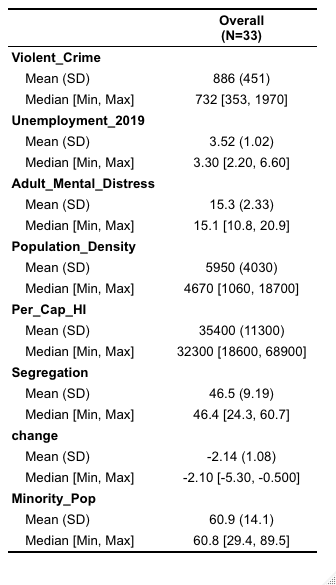 Overall
(N=33)
Violent_Crime
Mean (SD) 886 (451)
Median [Min, Max] 732 [353, 1970]
Unemployment_2019
Mean (SD) 3.52 (1.02)
Median [Min, Max] 3.30 [2.20, 6.60]
Adult_Mental_Distress
Mean (SD) 15.3 (2.33)
Median [Min, Max] 15.1 [10.8, 20.9]
Population_Density
Mean (SD) 5950 (4030)
Median [Min, Max] 4670 [1060, 18700]
Per_Cap_HI
Mean (SD) 35400 (11300)
Median [Min, Max] 32300 [18600, 68900]
Segregation
Mean (SD) 46.5 (9.19)
Median [Min, Max] 46.4 [24.3, 60.7]
change
Mean (SD) -2.14 (1.08)
Median [Min, Max] -2.10 [-5.30, -0.500]
Minority_Pop
Mean (SD) 60.9 (14.1)
Median [Min, Max] 60.8 [29.4, 89.5]